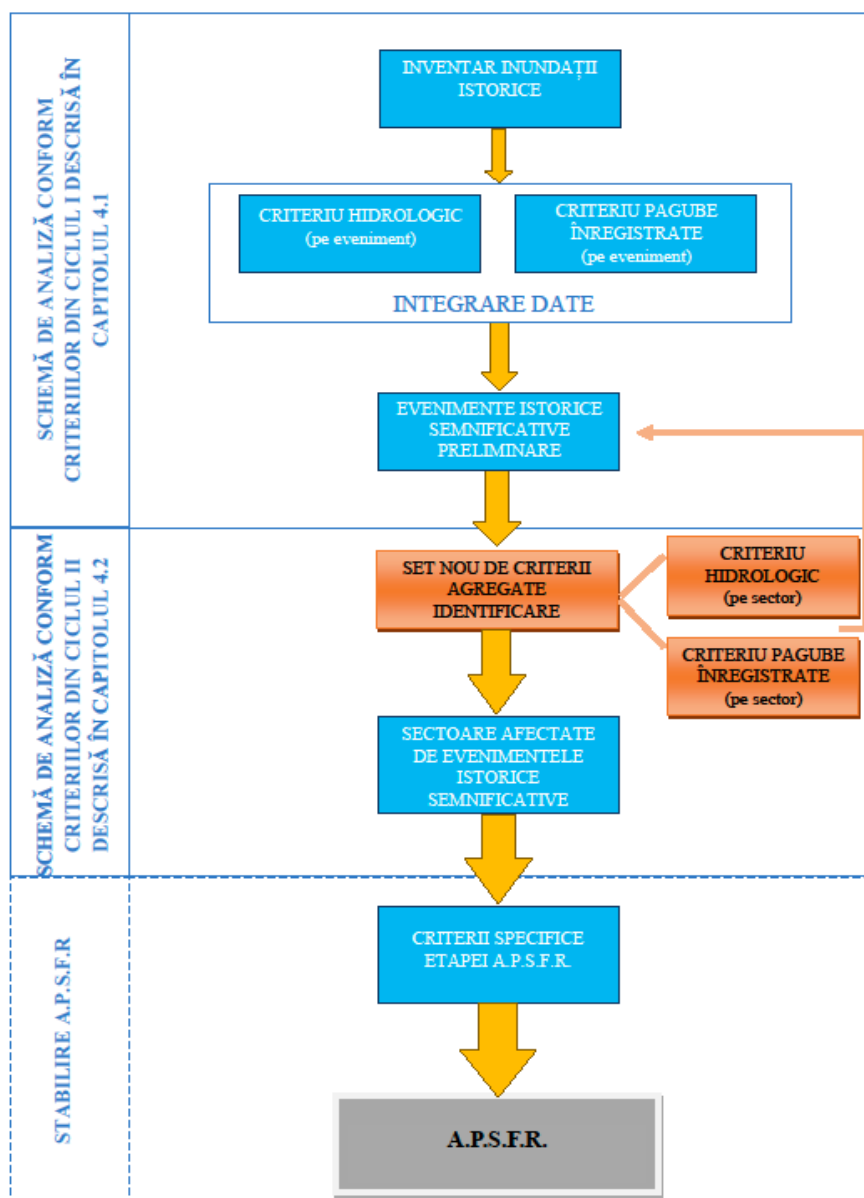 SCHEMĂ DE ANALIZĂ CONFORM
CRITERIILOR DIN CICLUL I DESCRISĂ ÎN
CAPITOLUL 4.1
INVENTAR INUNDAȚII
ISTORICE
CRITERIU HIDROLOGIC
(pe eveniment)
CRITERIU PAGUBE
ÎNREGISTRATE
(pe eveniment)
INTEGRARE DATE
EVENIMENTE ISTORICE
SEMNIFICATIVE
PRELIMINARE
SCHEMĂ DE ANALIZĂ CONFORM
CRITERIILOR DIN CICLUL II
DESCRISĂ ÎN CAPITOLUL 4.2
SET NOU DE CRITERII
AGREGATE
IDENTIFICARE
CRITERIU
HIDROLOGIC
(pe sector)
CRITERIU PAGUBE
ÎNREGISTRATE
(pe sector)
SECTOARE AFECTATE
DE EVENIMENTELE
ISTORICE
SEMNIFICATIVE
STABILIRE A.P.S.F.R
CRITERII SPECIFICE
ETAPEI A.P.S.F.R.
A.P.S.F.R.